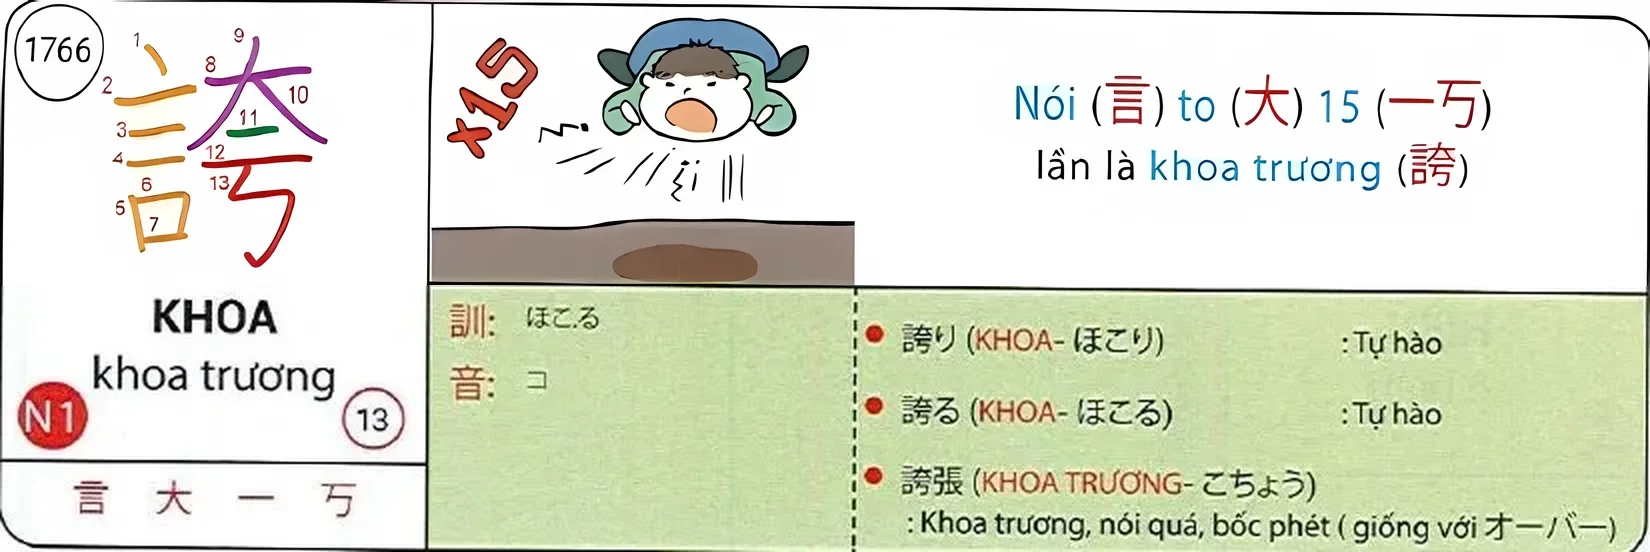 1766
1
2
3
4
5
6
7
8
9
10
11
12
13
誇
KHOA
khoa trương
N1
13
言 大 一 丂
x15
Nói (言) to (大) 15 (一丂)
lần là khoa trương (誇)
訓: ほこ.る
音: コ
誇り (KHOA- ほこり) : Tự hào
誇る (KHOA- ほこる) : Tự hào
誇張 (KHOA TRƯƠNG- こちょう)
: Khoa trương, nói quá, bốc phét ( giống với オーバー)